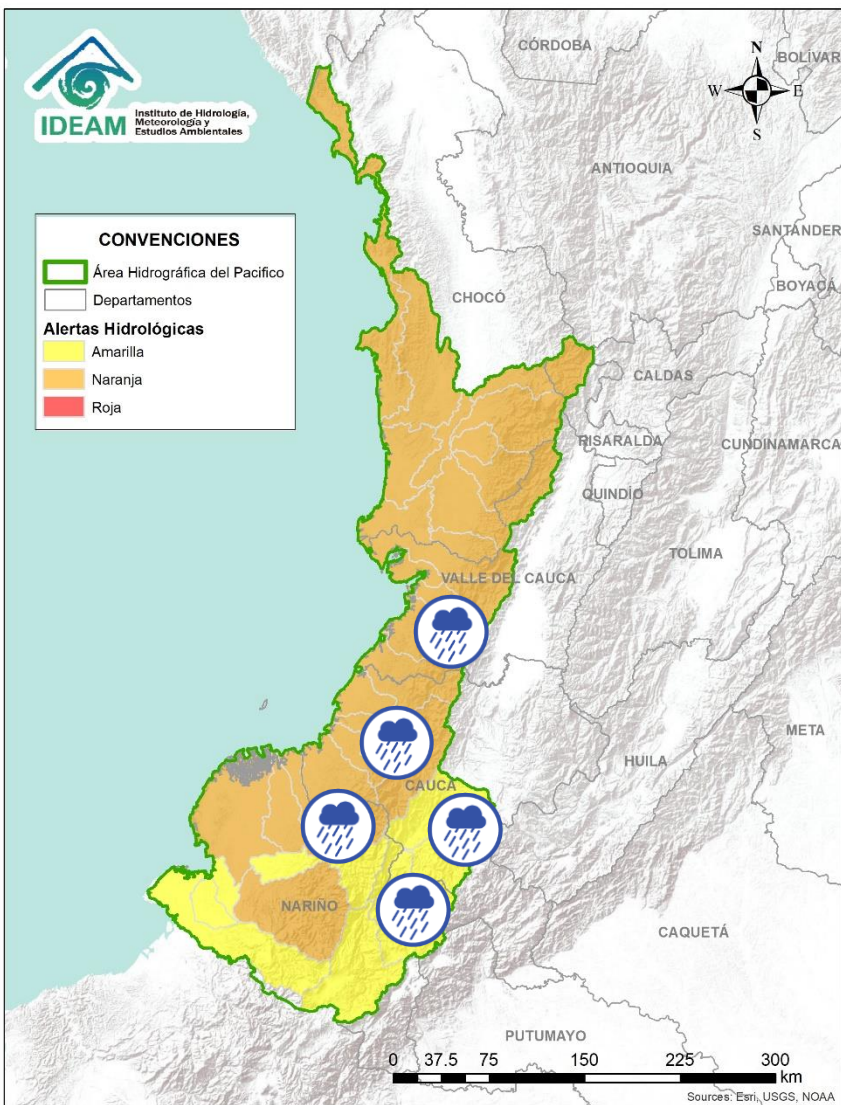 IDEAM
Instituto de Hidrología,
Meteorología y
Estudios Ambientales
CONVENCIONES
Área Hidrográfica del Pacifico
Departamentos
Alertas Hidrológicas
Amarilla
Naranja
Roja
N
W
E
S
CÓRDOBA
BOLÍVAR
ANTIOQUIA
SANTANDER
BOYACÁ
CHOCÓ
CALDAS
RISARALDA
CUNDINAMARCA
QUINDÍO
TOLIMA
VALLE DEL CAUCA
META
HUILA
CAUCA
NARIÑO
CAQUETÁ
PUTUMAYO
0 37.5 75 150 225 300
km
Sources: Esri, USGS, NOAA